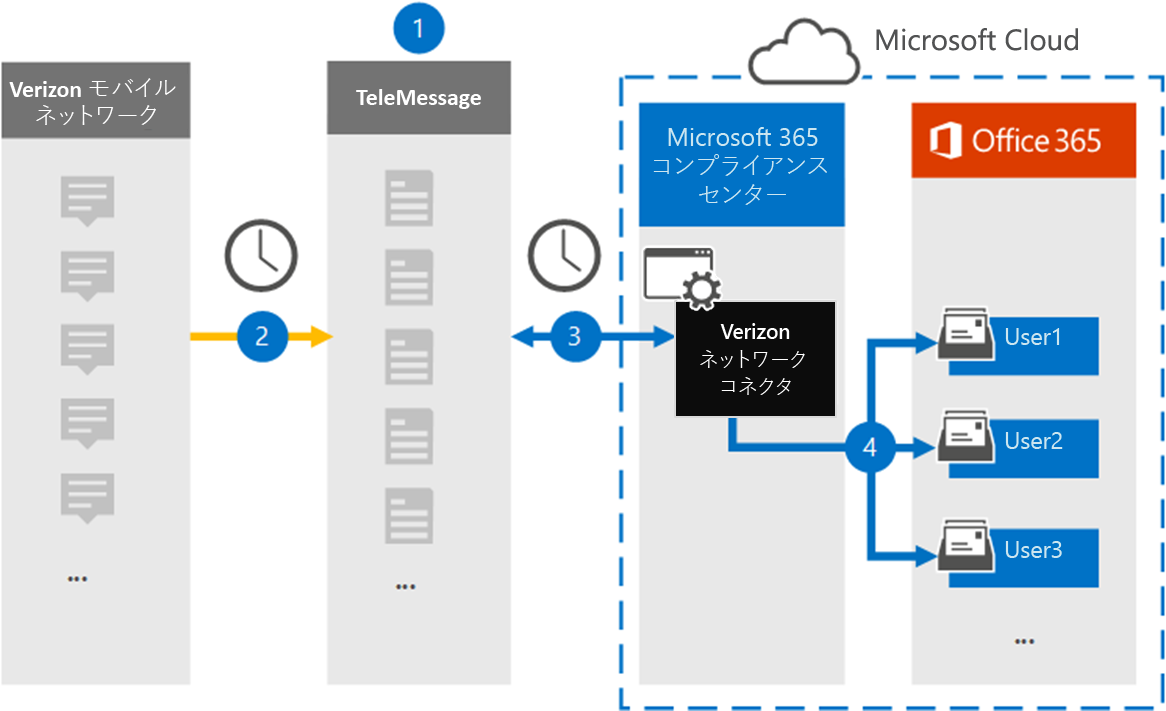 1
Microsoft Cloud
Verizon モバイル
ネットワーク
TeleMessage
Microsoft 365
コンプライアンス
センター
Office 365
2
3
Verizon
ネットワーク
コネクタ
4
User1
User2
User3
...
...
...